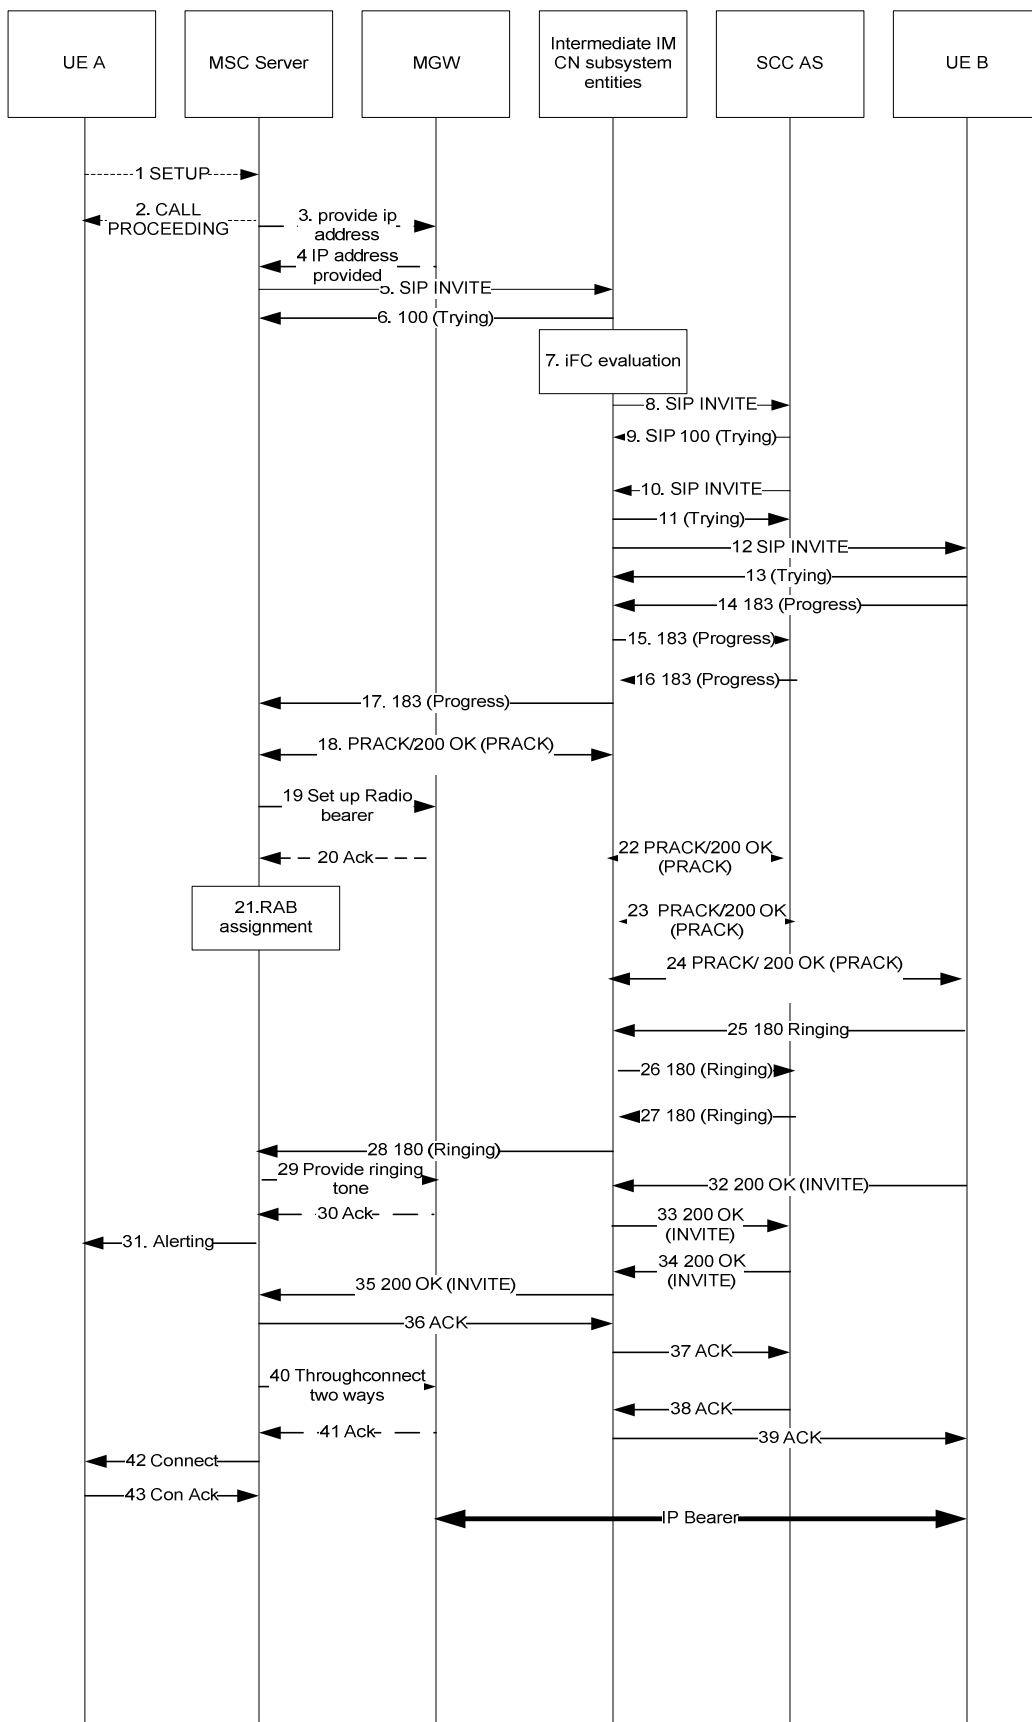 UE A
MSC Server
MGW
Intermediate IM
CN subsystem
entities
SCC AS
UE B
1 SETUP
2. CALL
PROCEEDING
3. provide ip
address
4 IP address
provided
5. SIP INVITE
6. 100 (Trying)
7. iFC evaluation
8. SIP INVITE
9. SIP 100 (Trying)
10. SIP INVITE
11 (Trying)
12 SIP INVITE
13 (Trying)
14 183 (Progress)
15. 183 (Progress)
16 183 (Progress)
17. 183 (Progress)
18. PRACK/200 OK (PRACK)
19 Set up Radio
bearer
20 Ack
22 PRACK/200 OK
(PRACK)
21.RAB
assignment
23 PRACK/200 OK
(PRACK)
24 PRACK/ 200 OK (PRACK)
25 180 Ringing
26 180 (Ringing)
27 180 (Ringing)
28 180 (Ringing)
29 Provide ringing
tone
32 200 OK (INVITE)
30 Ack
33 200 OK
(INVITE)
31. Alerting
34 200 OK
(INVITE)
35 200 OK (INVITE)
36 ACK
37 ACK
40 Throughconnect
two ways
38 ACK
41 Ack
39 ACK
42 Connect
43 Con Ack
IP Bearer